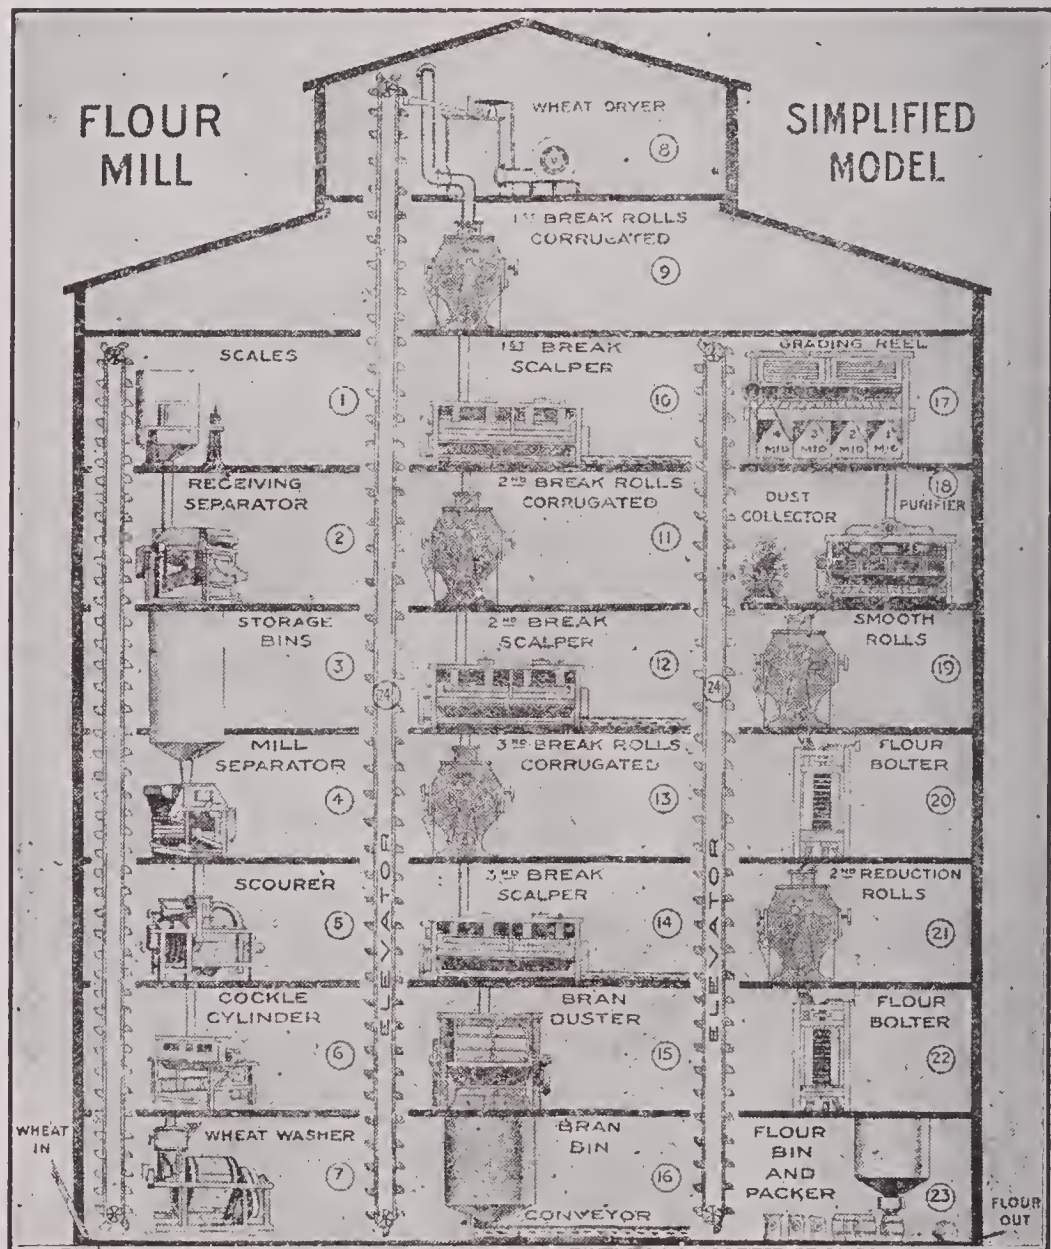 FLOUR
MILL
SIMPLIFIED
MODEL
WHEAT DRYER
8
1ST BREAK ROLLS
CORRUGATED
9
SCALES
1
1ST BREAK
SCALPER
10
GRADING REEL
17
4 3 2 1
MID MID MID MID
RECEIVING
SEPARATOR
2
2ND BREAK ROLLS
CORRUGATED
11
DUST
COLLECTOR
18
PURIFIER
STORAGE
BINS
3
2ND BREAK
SCALPER
12
SMOOTH
ROLLS
19
24
24
MILL
SEPARATOR
4
3RD BREAK ROLLS
CORRUGATED
13
FLOUR
BOLTER
20
SCOURER
5
ELEVATOR
3RD BREAK
SCALPER
14
ELEVATOR
2ND REDUCTION
ROLLS
21
COCKLE
CYLINDER
6
BRAN
DUSTER
15
FLOUR
BOLTER
22
WHEAT
IN
WHEAT WASHER
7
BRAN
BIN
16
CONVEYOR
FLOUR
BIN
AND
PACKER
23
FLOUR
OUT